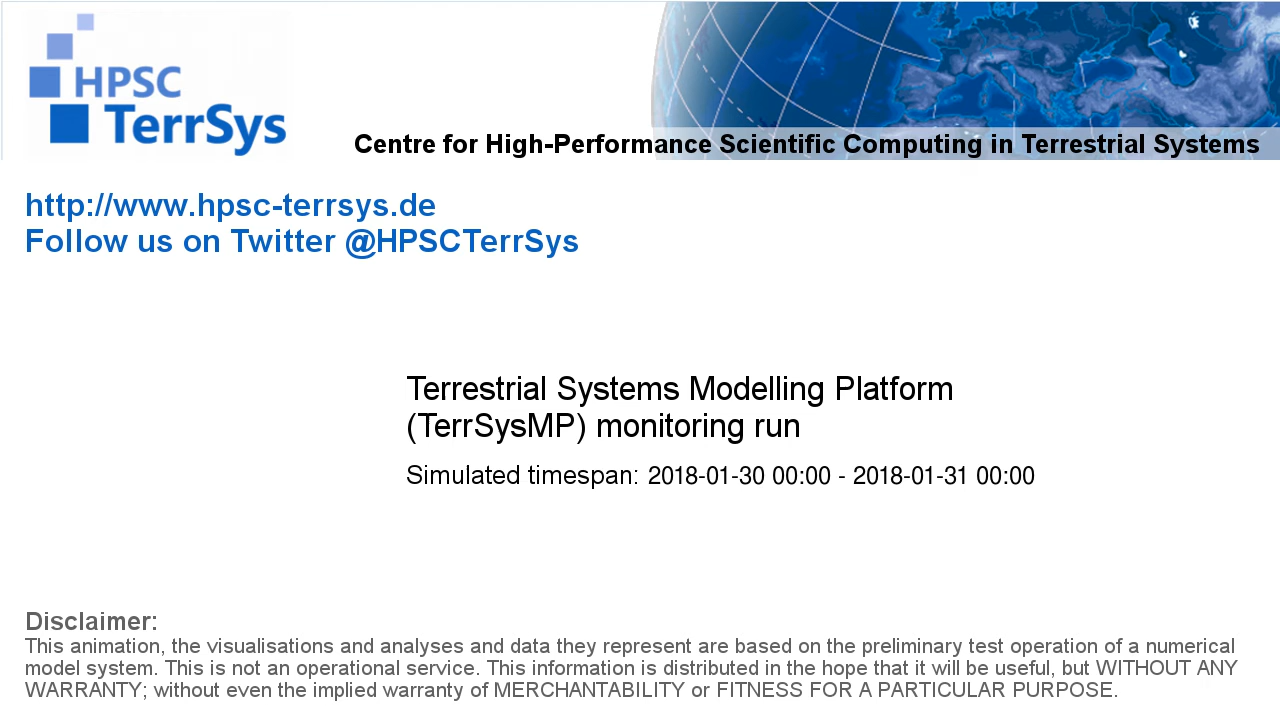 HPSC
TerrSys
Centre for High-Performance Scientific Computing in Terrestrial Systems
http://www.hpsc-terrsys.de
Follow us on Twitter @HPSCTerrSys
Terrestrial Systems Modelling Platform
(TerrSysMP) monitoring run
Simulated timespan: 2018-01-30 00:00 - 2018-01-31 00:00
Disclaimer:
This animation, the visualisations and analyses and data they represent are based on the preliminary test operation of a numerical
model system. This is not an operational service. This information is distributed in the hope that it will be useful, but WITHOUT ANY
WARRANTY; without even the implied warranty of MERCHANTABILITY or FITNESS FOR A PARTICULAR PURPOSE.